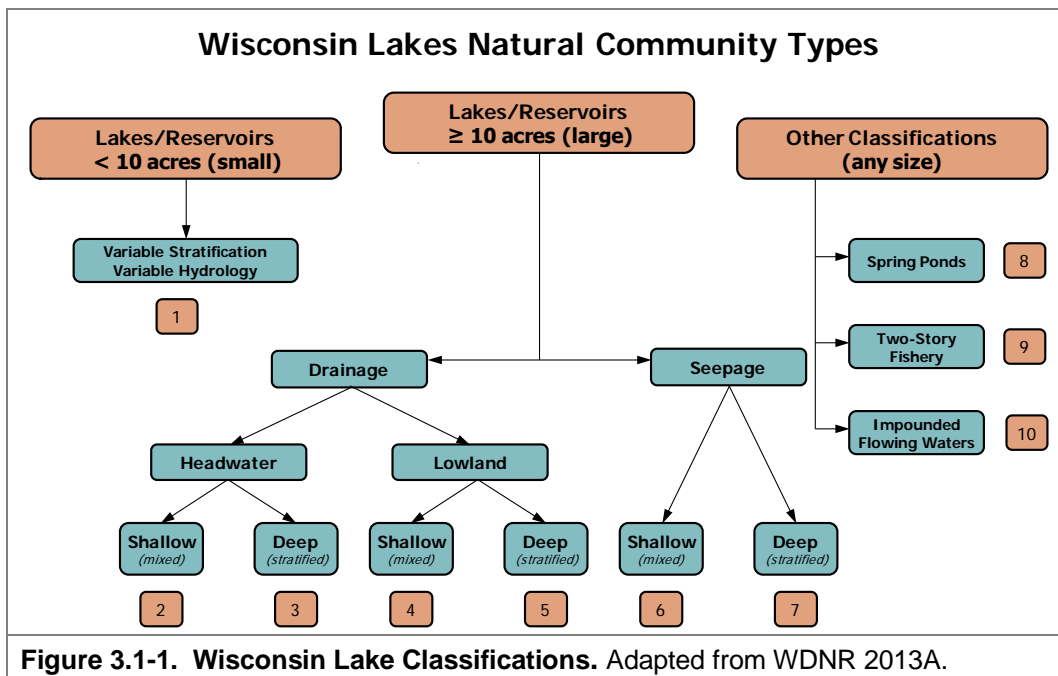 Wisconsin Lakes Natural Community Types
Lakes/Reservoirs
< 10 acres (small)
Lakes/Reservoirs
≥ 10 acres (large)
Other Classifications
(any size)
Variable Stratification
Variable Hydrology
1
Spring Ponds
8
Two-Story
Fishery
9
Impounded
Flowing Waters
10
Drainage
Seepage
Headwater
Lowland
Shallow
(mixed)
Deep
(stratified)
Shallow
(mixed)
Deep
(stratified)
Shallow
(mixed)
Deep
(stratified)
2
3
4
5
6
7
Figure 3.1-1. Wisconsin Lake Classifications. Adapted from WDNR 2013A.